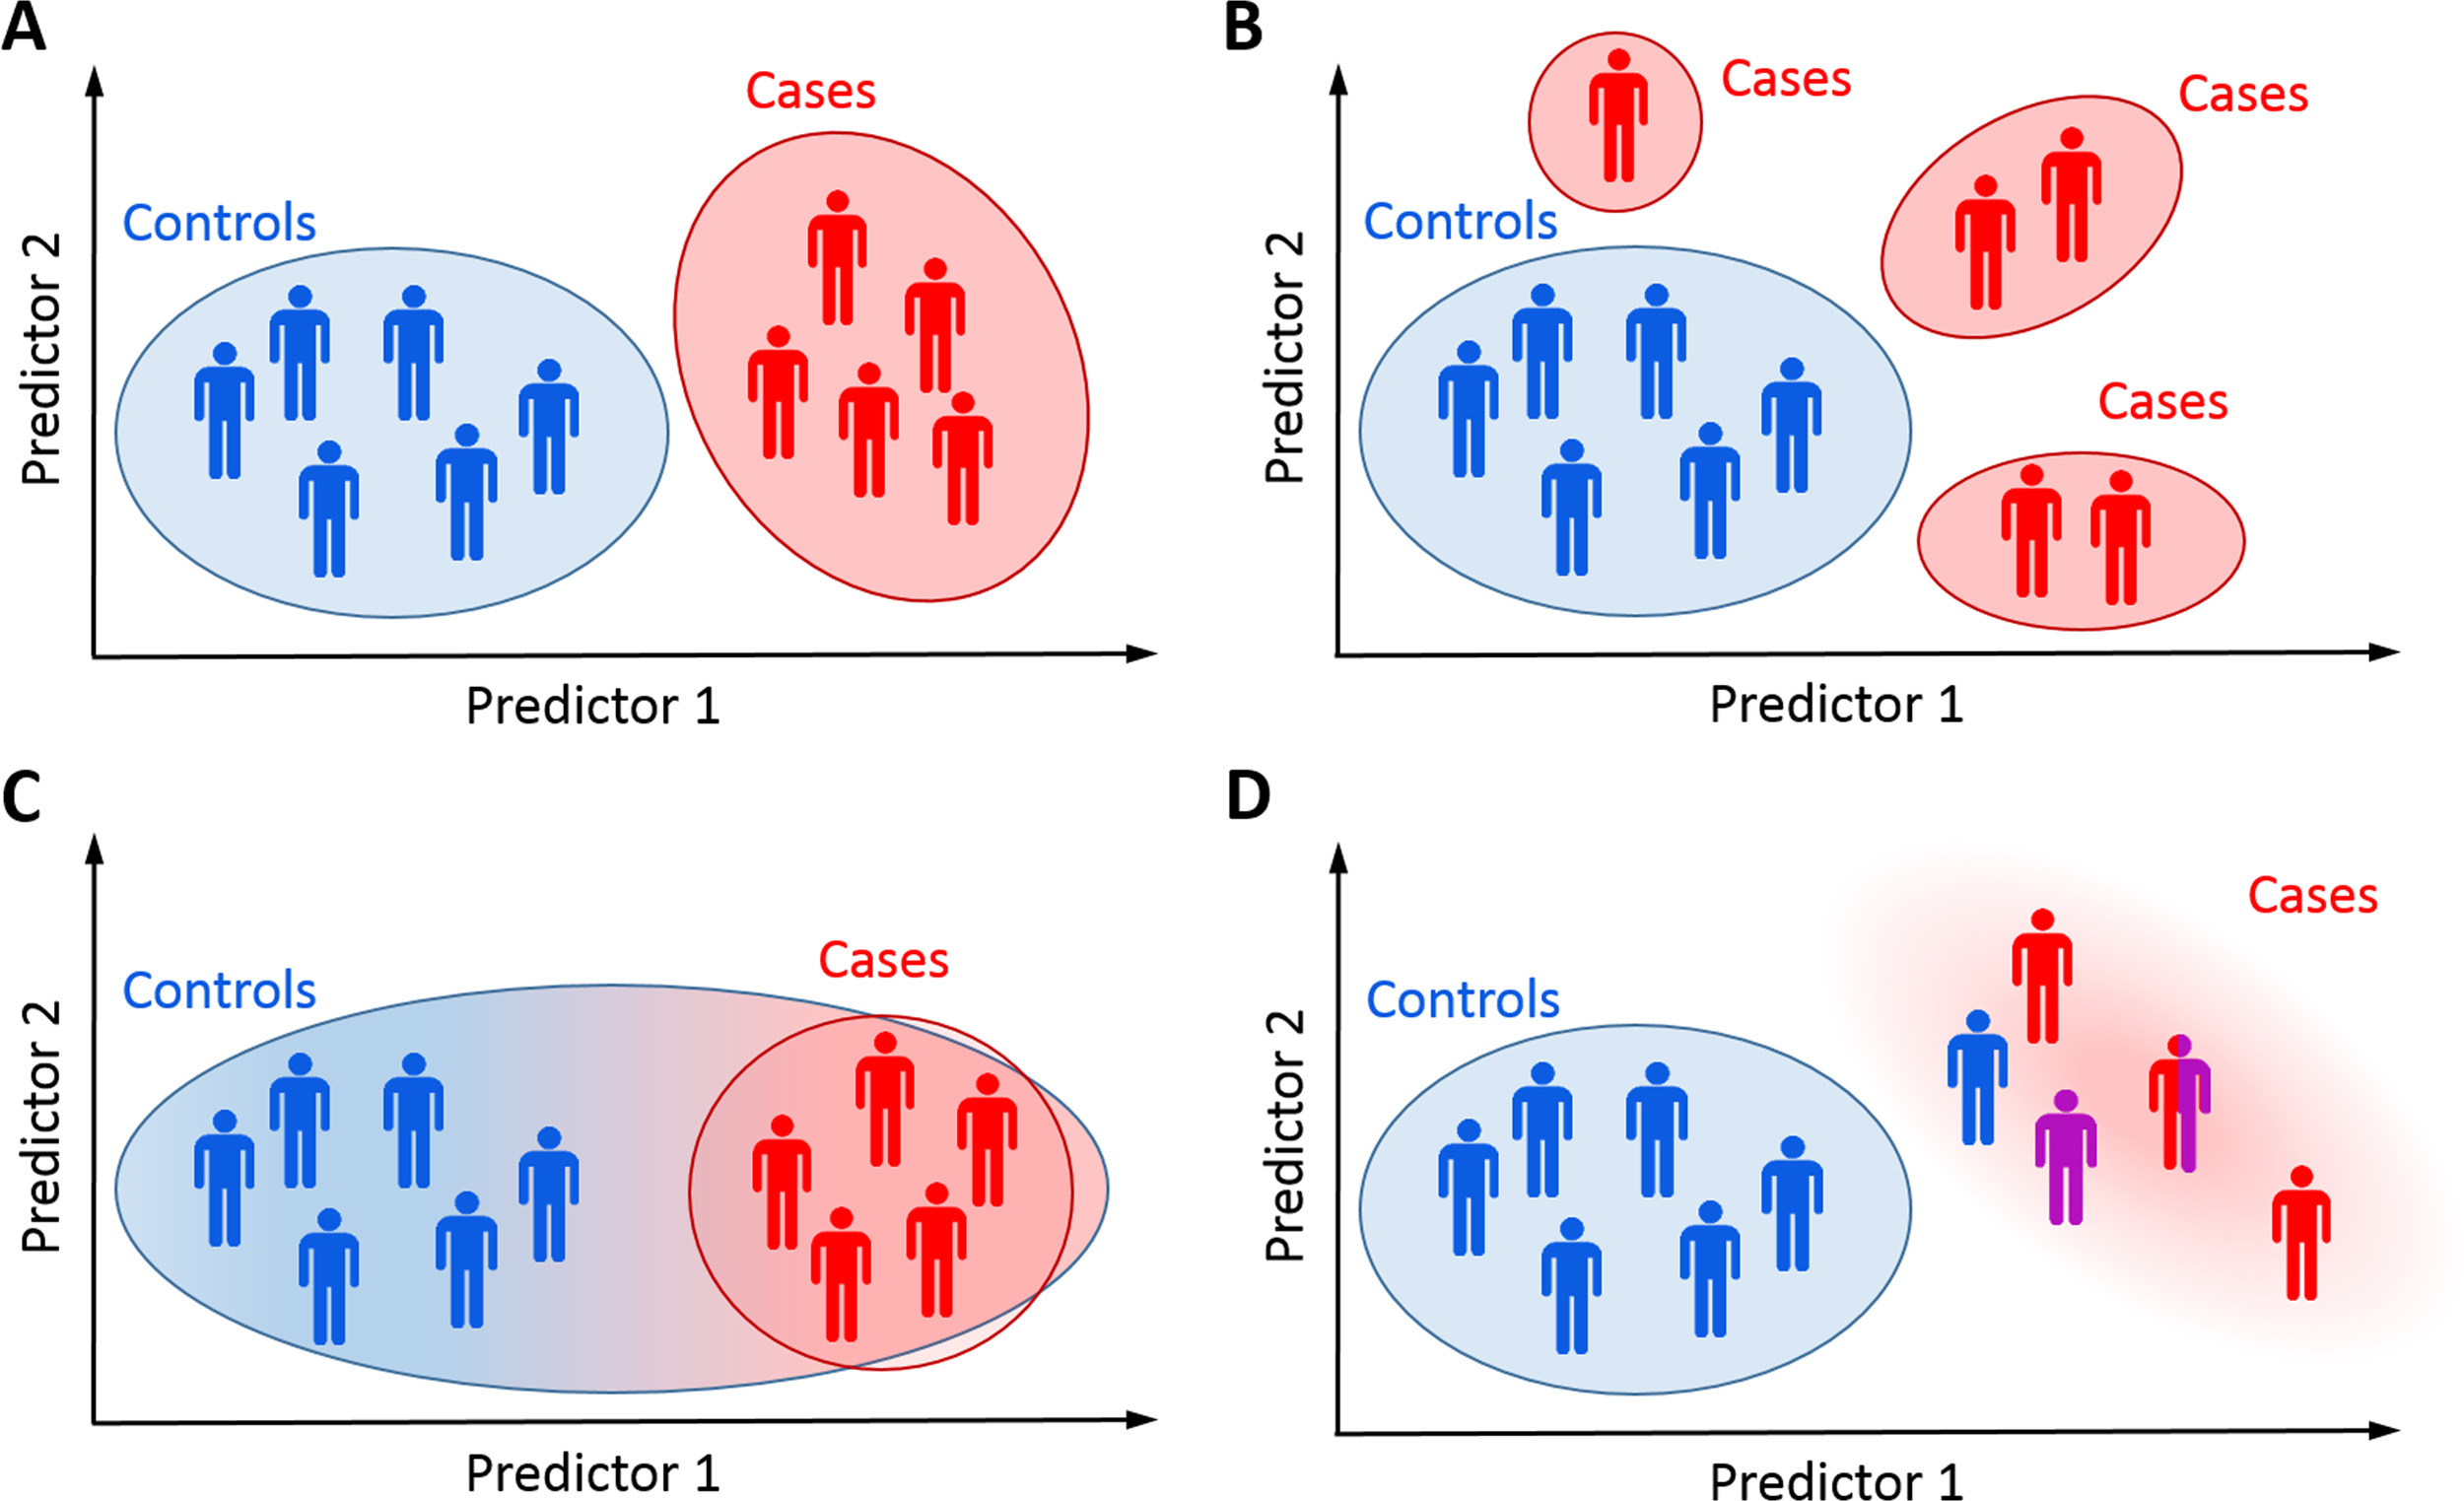 A
Cases
Controls
Predictor 2
Predictor 1
B
Cases
Cases
Controls
Cases
Predictor 2
Predictor 1
C
Cases
Controls
Predictor 2
Predictor 1
D
Cases
Controls
Predictor 2
Predictor 1